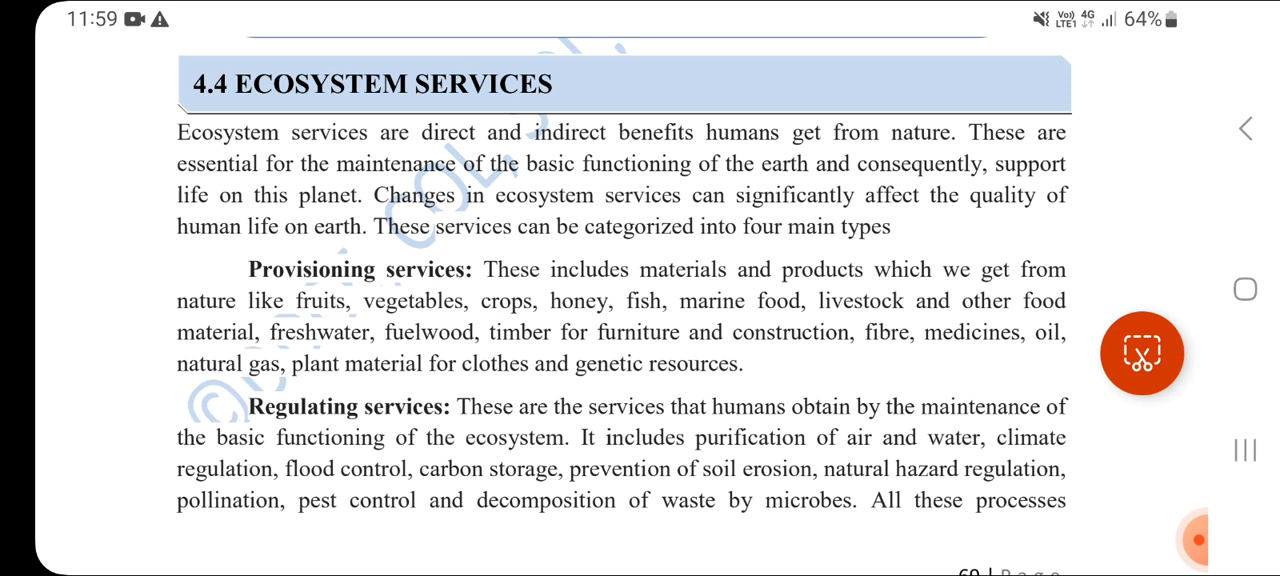 11:59
Vo)) 4G
LTE1 64%
4.4 ECOSYSTEM SERVICES
Ecosystem services are direct and indirect benefits humans get from nature. These are
essential for the maintenance of the basic functioning of the earth and consequently, support
life on this planet. Changes in ecosystem services can significantly affect the quality of
human life on earth. These services can be categorized into four main types
Provisioning services: These includes materials and products which we get from
nature like fruits, vegetables, crops, honey, fish, marine food, livestock and other food
material, freshwater, fuelwood, timber for furniture and construction, fibre, medicines, oil,
natural gas, plant material for clothes and genetic resources.
Regulating services: These are the services that humans obtain by the maintenance of
the basic functioning of the ecosystem. It includes purification of air and water, climate
regulation, flood control, carbon storage, prevention of soil erosion, natural hazard regulation,
pollination, pest control and decomposition of waste by microbes. All these processes